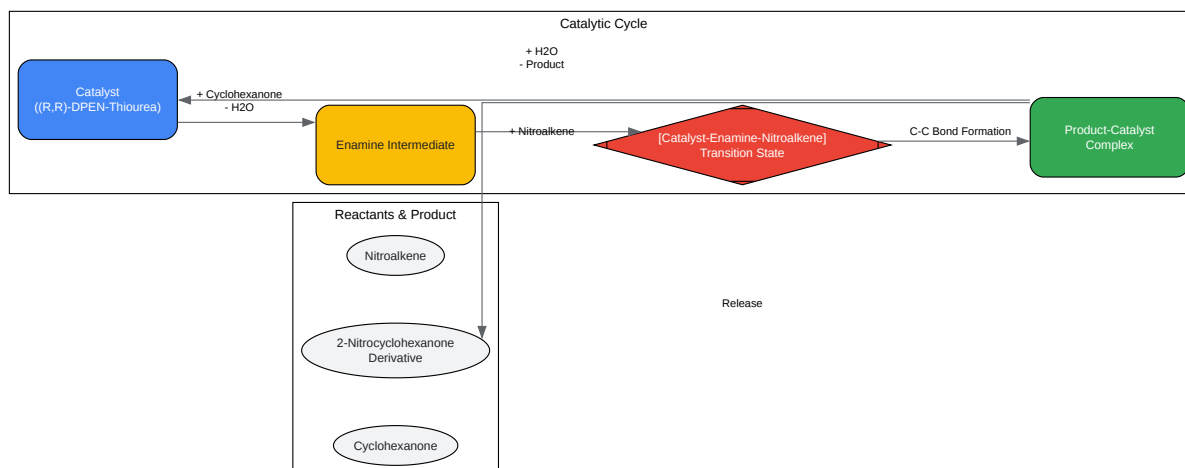 Catalytic Cycle
+ H2O
- Product
Catalyst
((R,R)-DPEN-Thiourea)
+ Cyclohexanone
- H2O
Enamine Intermediate
+ Nitroalkene
[Catalyst-Enamine-Nitroalkene]
Transition State
C-C Bond Formation
Product-Catalyst
Complex
Reactants & Product
Nitroalkene
2-Nitrocyclohexanone
Derivative
Cyclohexanone
Release